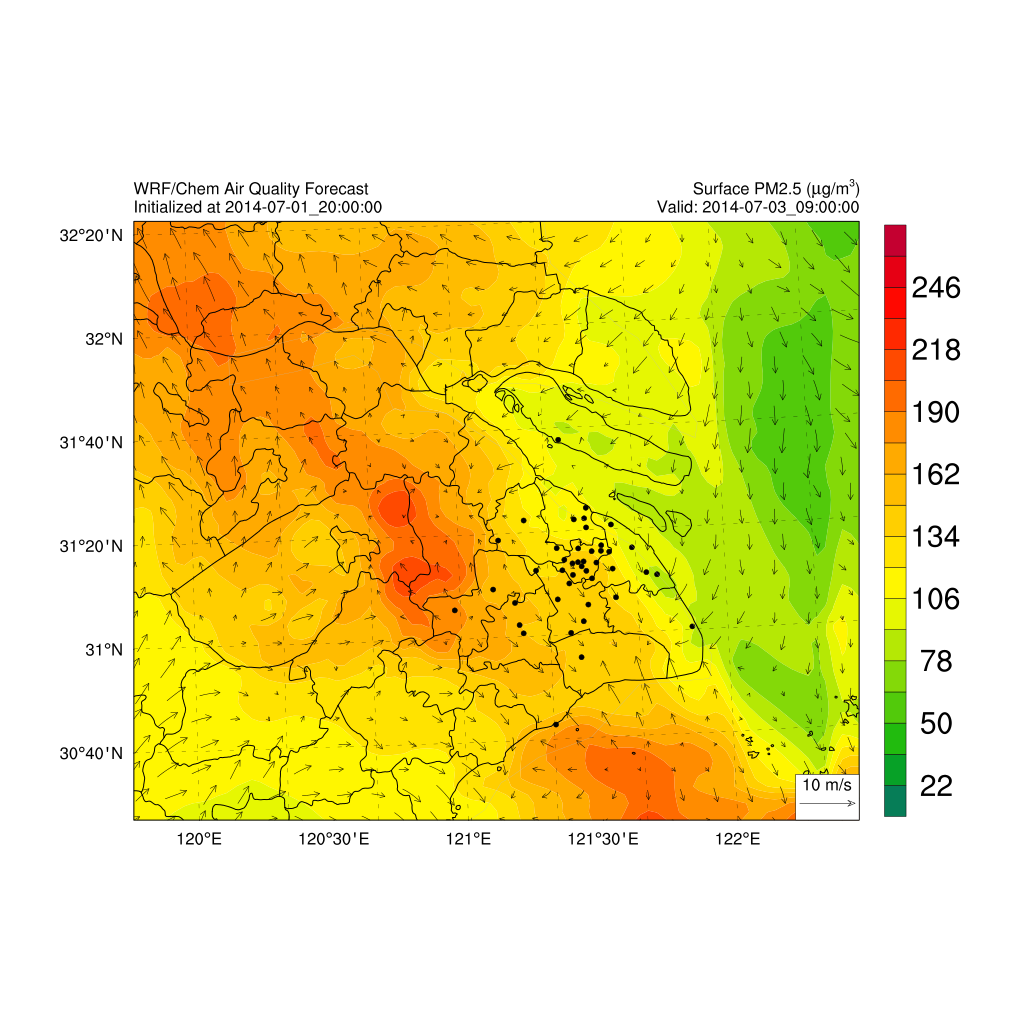 WRF/Chem Air Quality Forecast
Surface PM2.5 (μg/m³)
Initialized at 2014-07-01_20:00:00
Valid: 2014-07-03_09:00:00
32°20'N
32°N
31°40'N
31°20'N
31°N
30°40'N
120°E
120°30'E
121°E
121°30'E
122°E
10 m/s
246
218
190
162
134
106
78
50
22